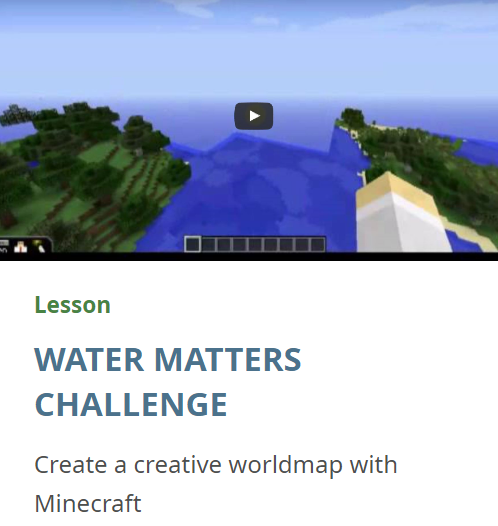 Lesson
WATER MATTERS
CHALLENGE
Create a creative worldmap with
Minecraft